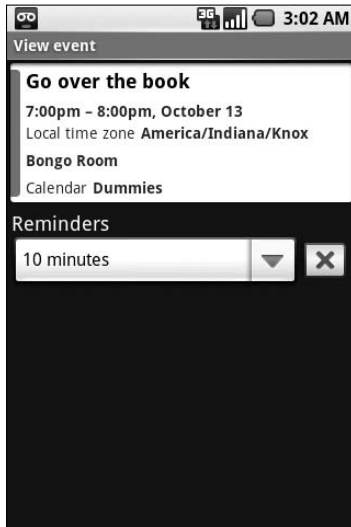 3G 3:02 AM
View event
Go over the book
7:00pm – 8:00pm, October 13
Local time zone America/Indiana/Knox
Bongo Room
Calendar Dummies
Reminders
10 minutes